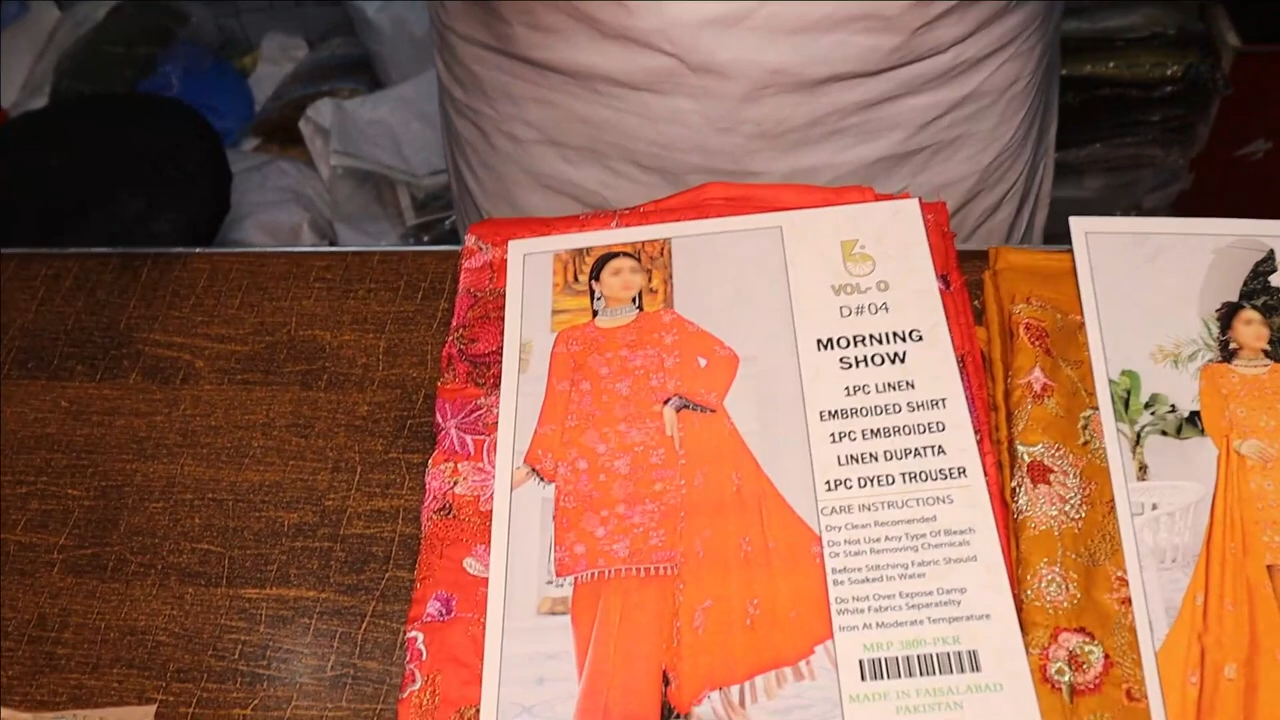 VOL- O
D#04
MORNING
SHOW
1PC LINEN
EMBROIDED SHIRT
1PC EMBROIDED
LINEN DUPATTA
1PC DYED TROUSER
CARE INSTRUCTIONS
Dry Clean Recomended
Do Not Use Any Type Of Bleach
Or Stain Removing Chemicals
Before Stitching Fabric Should
Be Soaked In Water
Do Not Over Expose Damp
White Fabrics Separatelty
Iron At Moderate Temperature
MRP 3800-PKR
MADE IN FAISALABAD
PAKISTAN